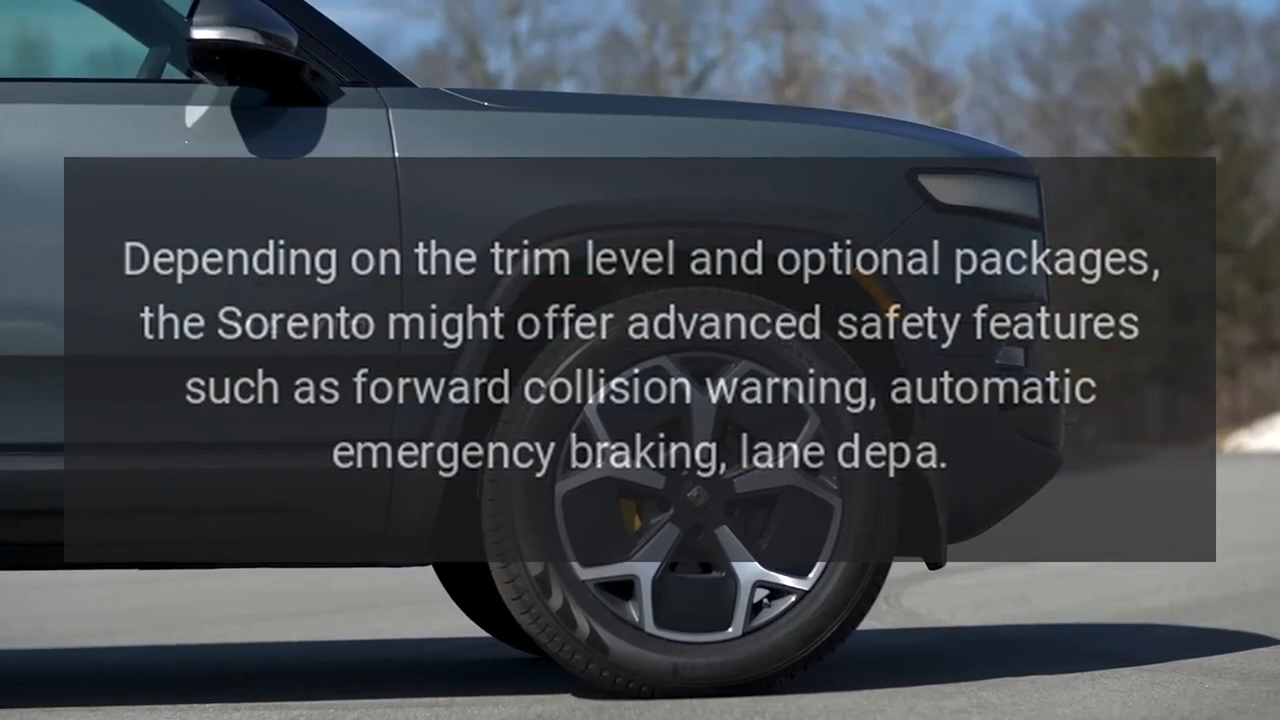 Depending on the trim level and optional packages,
the Sorento might offer advanced safety features
such as forward collision warning, automatic
emergency braking, lane depa.